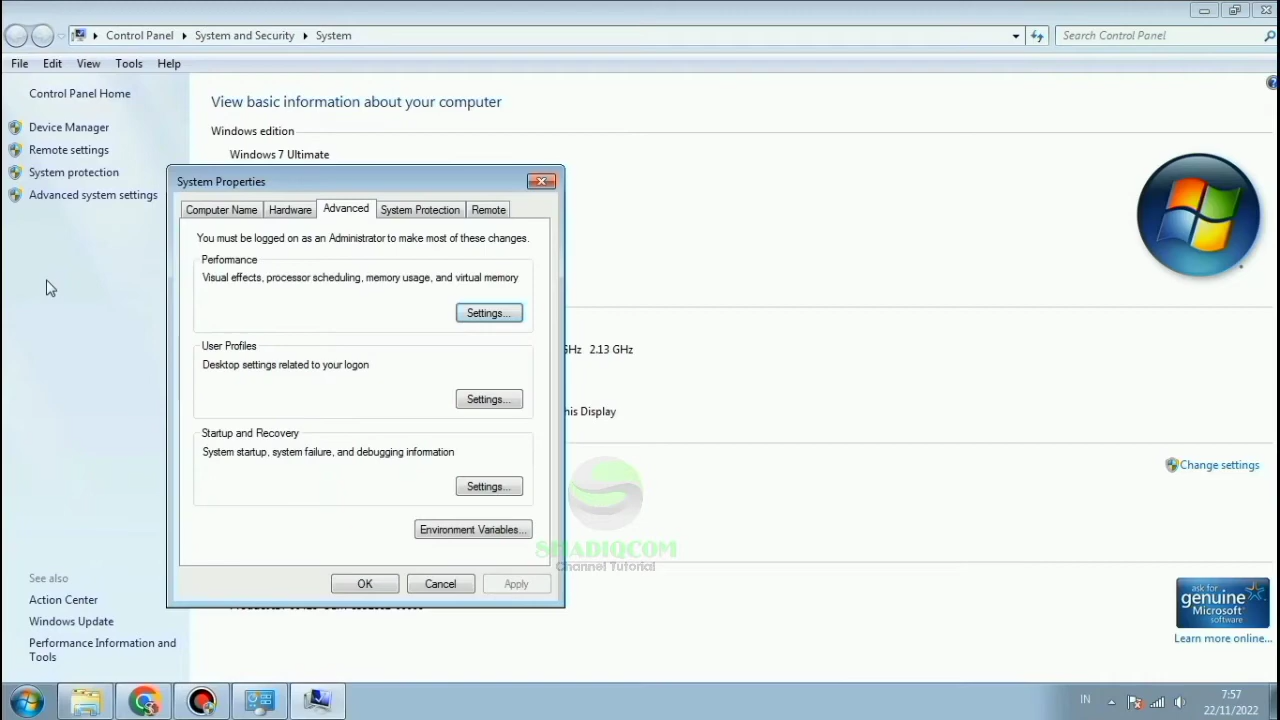 Control Panel
System and Security
System
Search Control Panel
File Edit View Tools Help
Control Panel Home
Device Manager
Remote settings
System protection
Advanced system settings
View basic information about your computer
Windows edition
Windows 7 Ultimate
System Properties
Computer Name Hardware Advanced System Protection Remote
You must be logged on as an Administrator to make most of these changes.
Performance
Visual effects, processor scheduling, memory usage, and virtual memory
Settings...
User Profiles
Desktop settings related to your logon
Settings...
Startup and Recovery
System startup, system failure, and debugging information
Settings...
Environment Variables...
OK Cancel Apply
GHz 2.13 GHz
his Display
Change settings
SHADIQCOM
Channel Tutorial
ask for
genuine
Microsoft
software
Learn more online...
See also
Action Center
Windows Update
Performance Information and
Tools
IN
7:57
22/11/2022